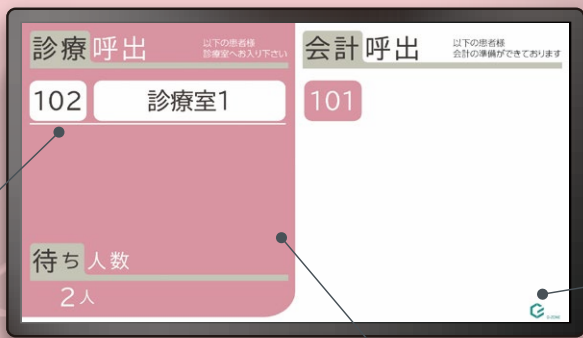 診療呼出
以下の患者様
診療室へお入り下さい
102
診療室1
待ち人数
2人
会計呼出
以下の患者様
会計の準備ができております
101